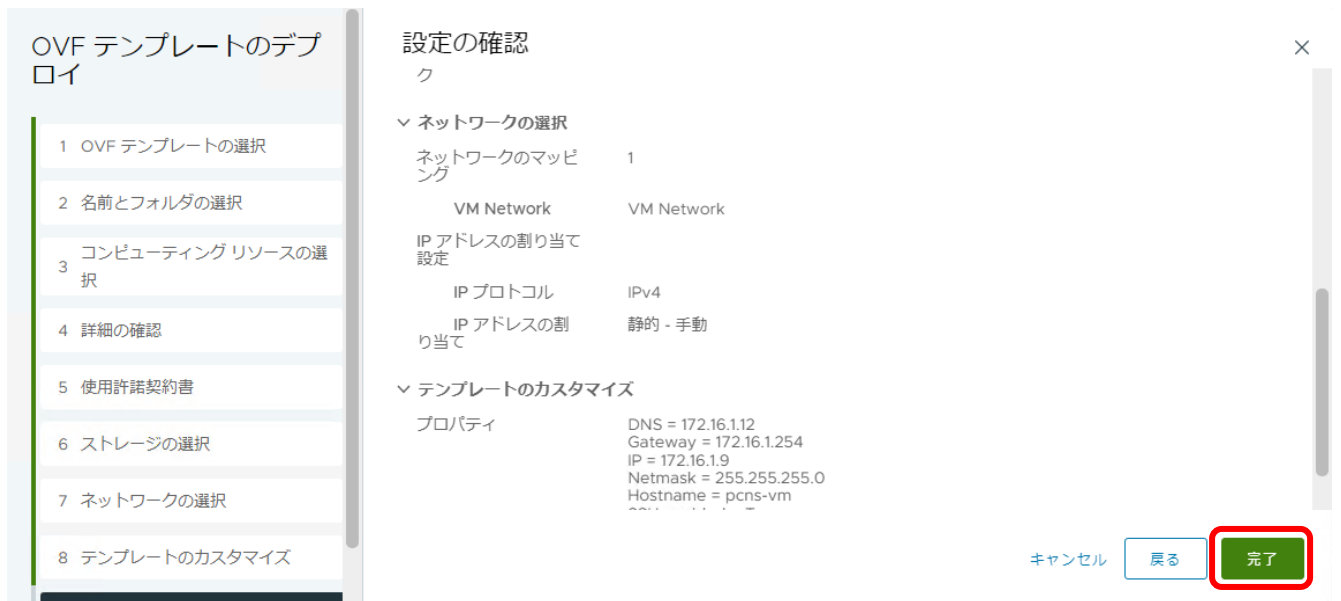 OVF テンプレートのデプ
ロイ
1 OVF テンプレートの選択
2 名前とフォルダの選択
3 コンピューティング リソースの選
択
4 詳細の確認
5 使用許諾契約書
6 ストレージの選択
7 ネットワークの選択
8 テンプレートのカスタマイズ
設定の確認
ク
ネットワークの選択
ネットワークのマッピ 1
ング
VM Network VM Network
IP アドレスの割り当て
設定
IP プロトコル IPv4
IP アドレスの割 静的 - 手動
り当て
テンプレートのカスタマイズ
プロパティ DNS = 172.16.1.12
Gateway = 172.16.1.254
IP = 172.16.1.9
Netmask = 255.255.255.0
Hostname = pcns-vm
キャンセル 戻る 完了